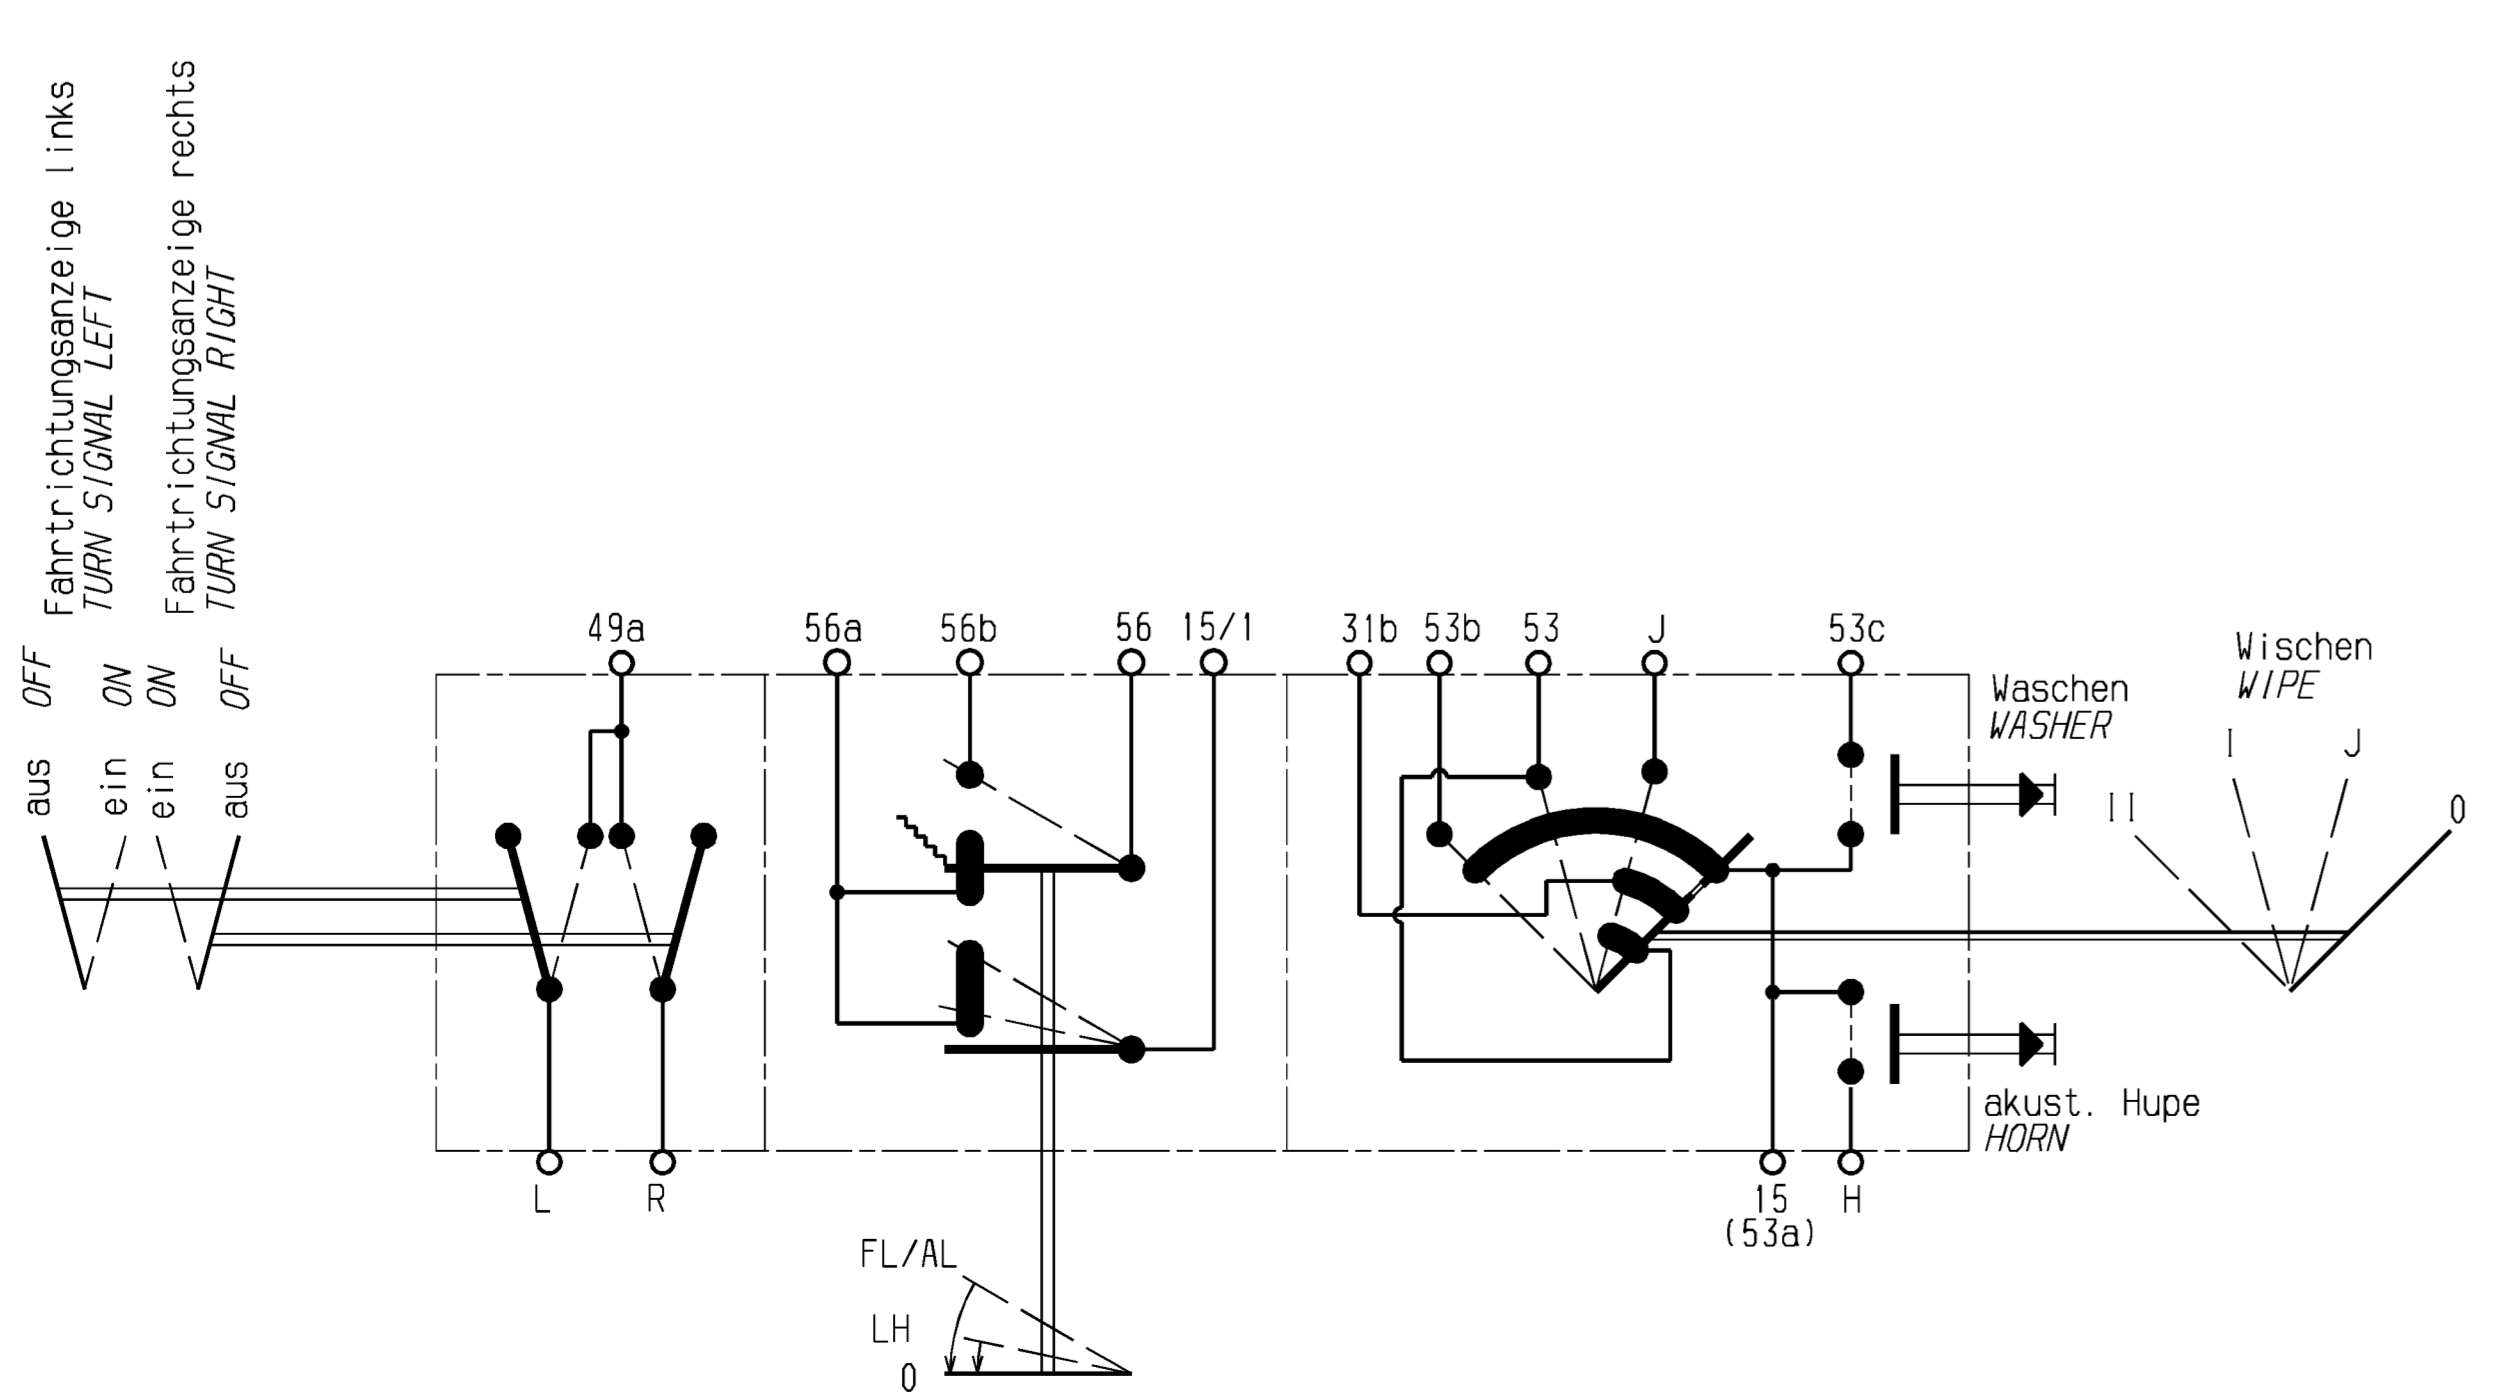 Fahrtrichtungsanzeige links
TURN SIGNAL LEFT
Fahrtrichtungsanzeige rechts
TURN SIGNAL RIGHT
OFF
ON
ON
OFF
aus
ein
ein
aus
49a
56a
56b
56
15/1
31b
53b
53
J
53c
Waschen
WASHER
Wischen
WIPE
II
I
J
0
akust. Hupe
HORN
L
R
15
(53a)
H
FL/AL
LH
0